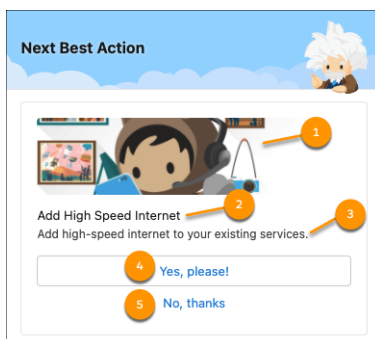 Next Best Action
1
Add High Speed Internet
2
Add high-speed internet to your existing services.
3
4
Yes, please!
5
No, thanks